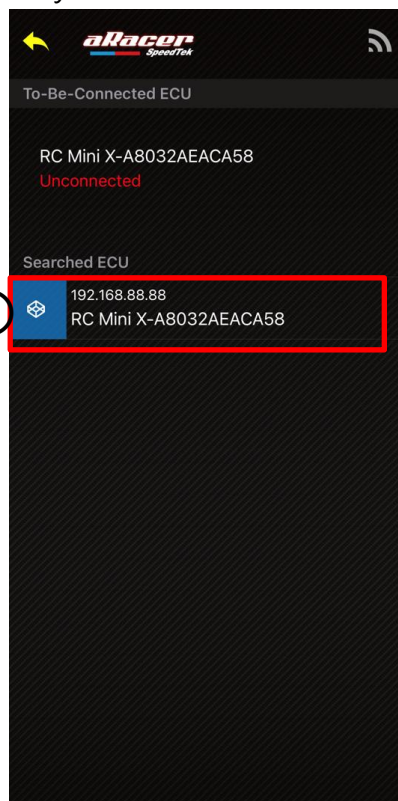 aRacer
SpeedTek
To-Be-Connected ECU
RC Mini X-A8032AEACA58
Unconnected
Searched ECU
192.168.88.88
RC Mini X-A8032AEACA58